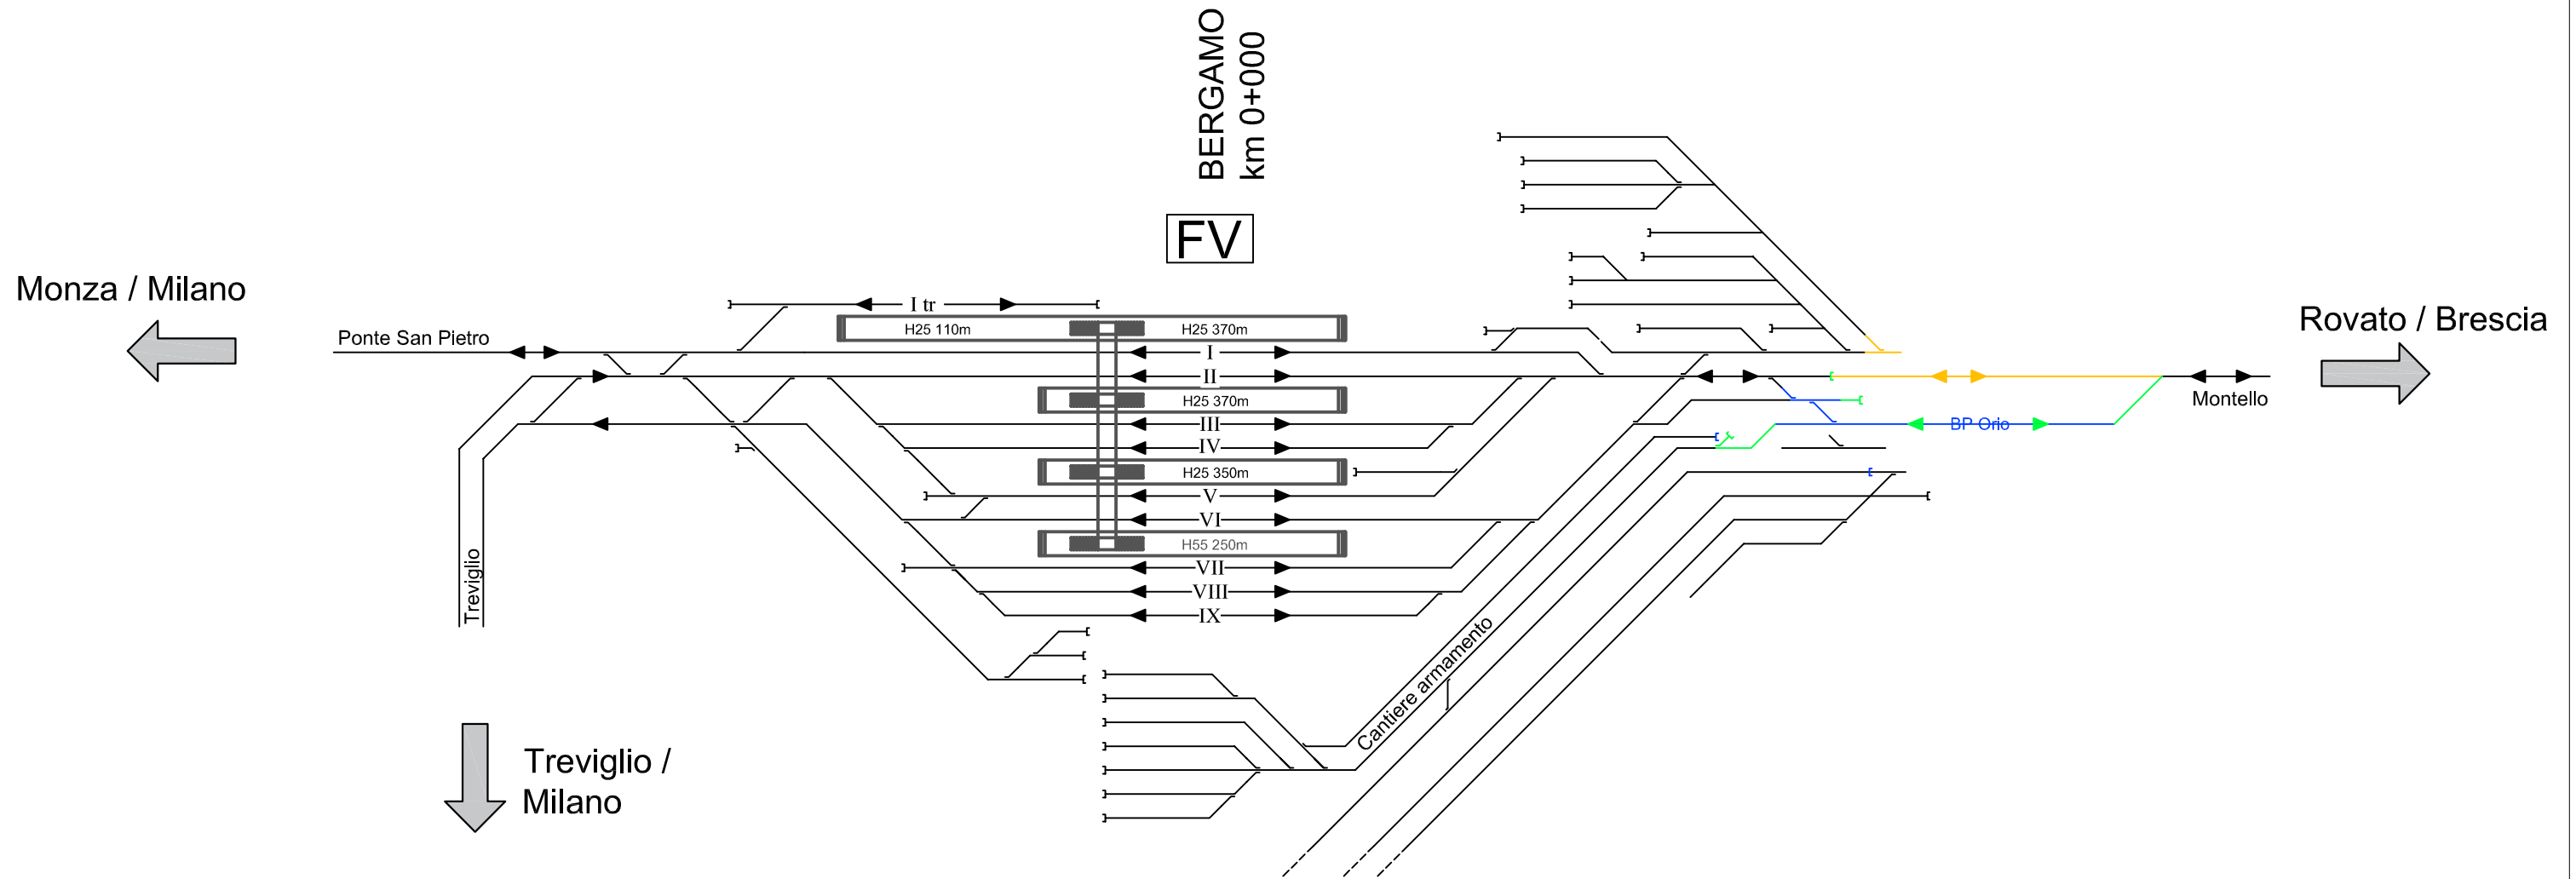 BERGAMO
km 0+000
FV
Monza / Milano
Rovato / Brescia
Ponte San Pietro
I tr
H25 110m
H25 370m
I
II
Montello
H25 370m
III
BP Orio
IV
H25 350m
V
VI
H55 250m
VII
VIII
IX
Treviglio
Cantiere armamento
Treviglio /
Milano